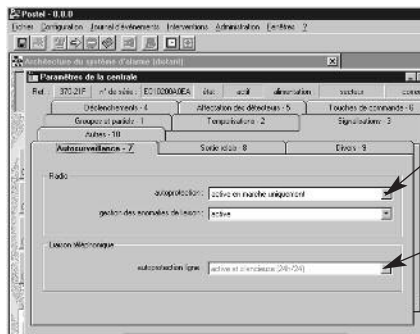 Postel - 0.0.0
Fichier Configuration Journal d'événements Interventions Administration Fenêtres ?
Architecture du système d'alarme (distant)
Paramètres de la centrale
Ref : 370-21F n° de série : E010200A0EA état : actif alimentation secteur
Déclenchements - 4 Affectation des détecteurs - 5 Touches de commande - 6
Groupes et partiels - 1 Temporisations - 2 Signalisations - 3
Autres - 10
Autosurveillance - 7 Sortie relais - 8 Divers - 9
Radio
autoprotection : active en marche uniquement
gestion des anomalies de liaison : active
Liaison téléphonique
autoprotection ligne : active et silencieuse (24h/24)